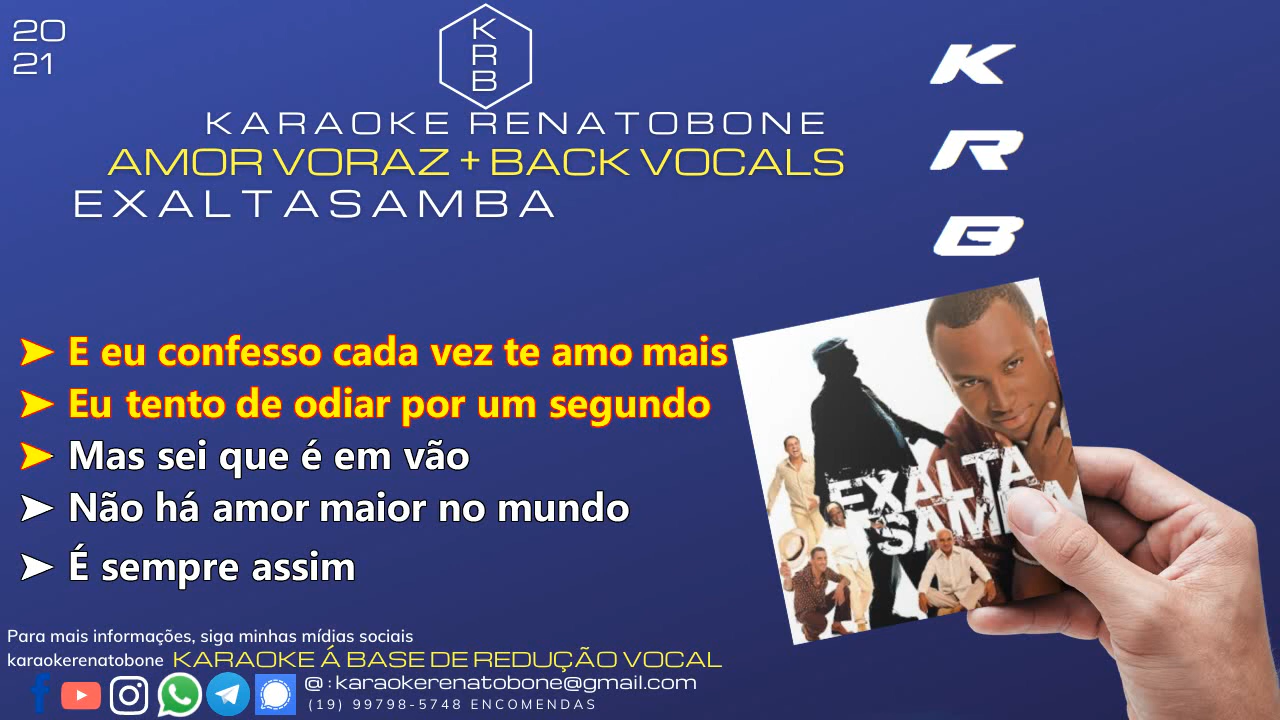 20
21
K
R
B
KARAOKE RENATOBONE
AMOR VORAZ + BACK VOCALS
EXALTASAMBA
K
R
B
➤ E eu confesso cada vez te amo mais
➤ Eu tento de odiar por um segundo
➤ Mas sei que é em vão
➤ Não há amor maior no mundo
➤ É sempre assim
EXALTA
SAMBA
Para mais informações, siga minhas mídias sociais
karaokerenatobone KARAOKE Á BASE DE REDUÇÃO VOCAL
@ : karaokerenatobone@gmail.com
(19) 99798-5748 ENCOMENDAS